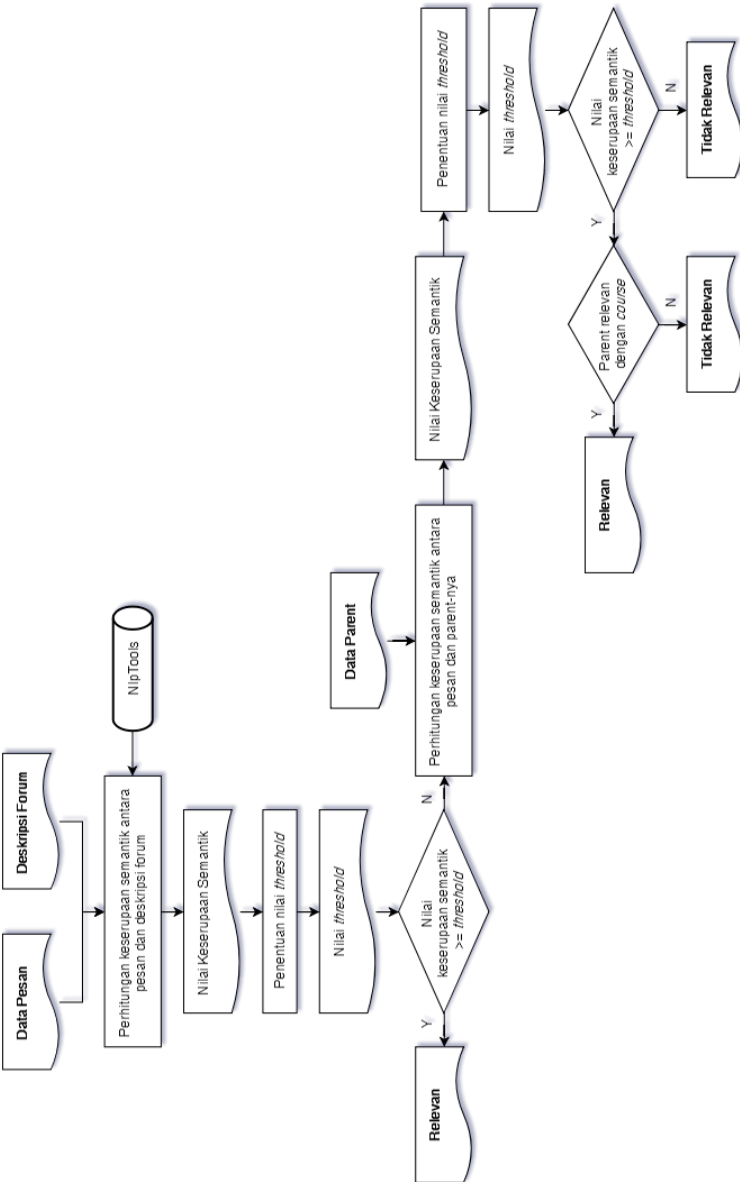 Data Pesan
Deskripsi Forum
Perhitungan keserupaan semantik antara
pesan dan deskripsi forum
NlpTools
Nilai Keserupaan Semantik
Penentuan nilai threshold
Nilai threshold
Nilai
keserupaan semantik
>= threshold
Y
Relevan
N
Data Parent
Perhitungan keserupaan semantik antara
pesan dan parent-nya
Nilai Keserupaan Semantik
Penentuan nilai threshold
Nilai threshold
Nilai
keserupaan semantik
>= threshold
N
Tidak Relevan
Y
Parent relevan
dengan course
N
Tidak Relevan
Y
Relevan